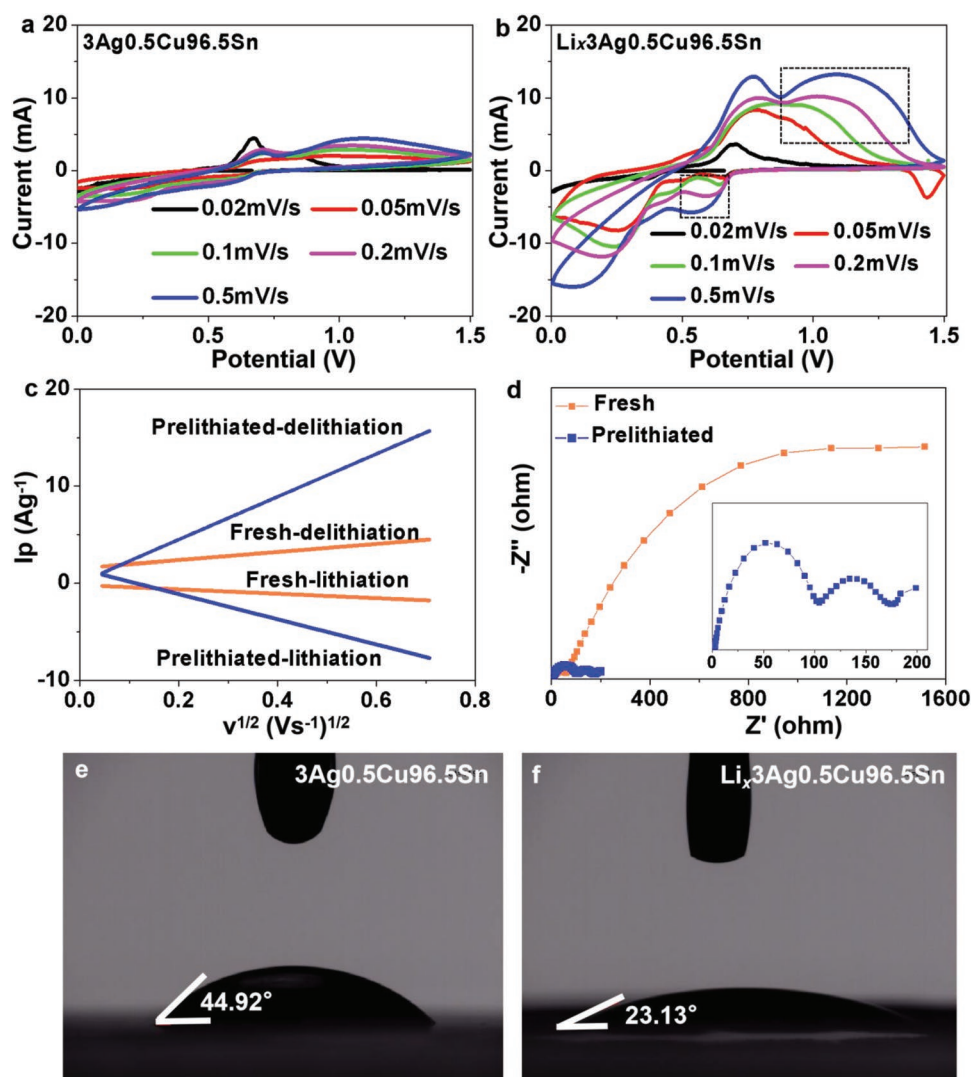 a
3Ag0.5Cu96.5Sn
20
10
0
-10
-20
Current (mA)
0.02mV/s
0.05mV/s
0.1mV/s
0.2mV/s
0.5mV/s
0.0
0.5
1.0
1.5
Potential (V)
b
Lix3Ag0.5Cu96.5Sn
20
10
0
-10
-20
Current (mA)
0.02mV/s
0.05mV/s
0.1mV/s
0.2mV/s
0.5mV/s
0.0
0.5
1.0
1.5
Potential (V)
c
20
10
0
-10
Ip (Ag-1)
Prelithiated-delithiation
Fresh-delithiation
Fresh-lithiation
Prelithiated-lithiation
0.0
0.2
0.4
0.6
0.8
v1/2 (Vs-1)1/2
d
Fresh
Prelithiated
-Z" (ohm)
0
50
100
150
200
0
400
800
1200
1600
Z' (ohm)
e
3Ag0.5Cu96.5Sn
44.92°
f
Lix3Ag0.5Cu96.5Sn
23.13°